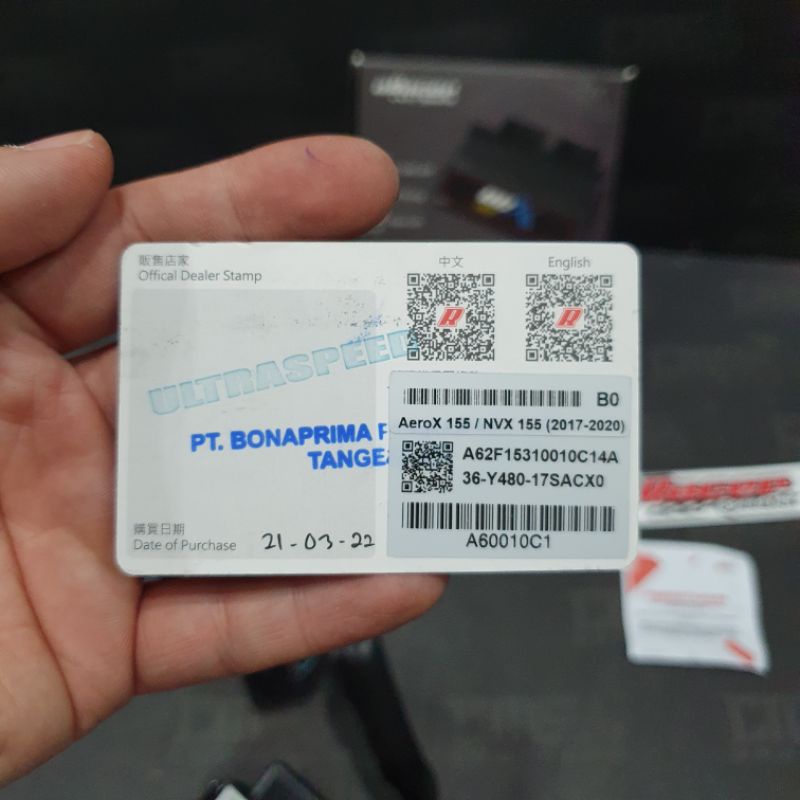 販售店家
Offical Dealer Stamp
中文
English
ULTRASPEED
PT. BONAPRIMA
B0
AeroX 155 / NVX 155 (2017-2020)
A62F15310010C14A
36-Y480-17SACX0
A60010C1
購買日期
Date of Purchase
21-03-22